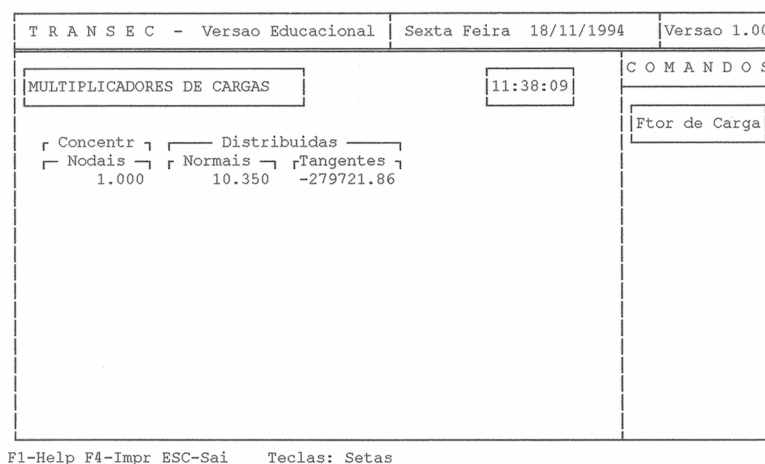 T R A N S E C - Versao Educacional Sexta Feira 18/11/1994 Versao 1.00
C O M A N D O S
MULTIPLICADORES DE CARGAS 11:38:09
Ftor de Carga
Concentr Distribuidas
Nodais Normais Tangentes
1.000 10.350 -279721.86
F1-Help F4-Impr ESC-Sai Teclas: Setas